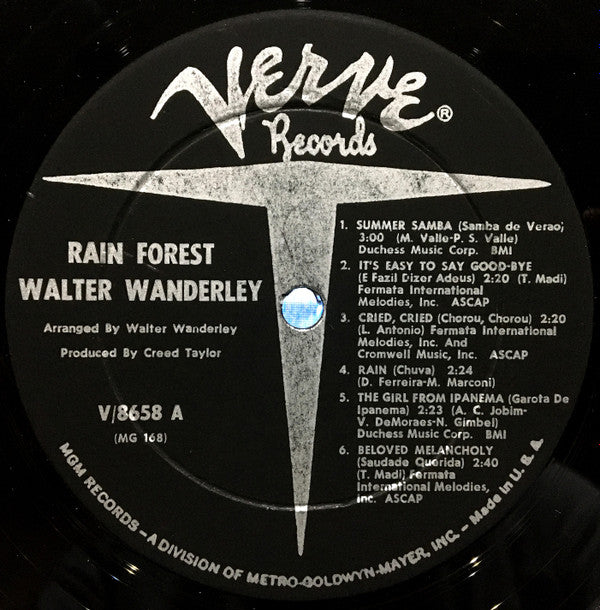 Verve®
Records
RAIN FOREST
WALTER WANDERLEY
Arranged By Walter Wanderley
Produced By Creed Taylor
V/8658 A
(MG 168)
1. SUMMER SAMBA (Samba de Verao)
3:00 (M. Valle-P. S. Valle)
Duchess Music Corp. BMI
2. IT'S EASY TO SAY GOOD-BYE
(E Fazil Dizer Adeus) 2:20 (T. Madi)
Fermata International
Melodies, Inc. ASCAP
3. CRIED, CRIED (Chorou, Chorou) 2:20
(L. Antonio) Fermata International
Melodies, Inc. And
Cromwell Music, Inc. ASCAP
4. RAIN (Chuva) 2:24
(D. Ferreira-M. Marconi)
5. THE GIRL FROM IPANEMA (Garota De
Ipanema) 2:23 (A. C. Jobim-
V. DeMoraes-N. Gimbel)
Duchess Music Corp. BMI
6. BELOVED MELANCHOLY
(Saudade Querida) 2:40
(T. Madi) Fermata
International Melodies,
Inc. ASCAP
MGM RECORDS – A DIVISION OF METRO-GOLDWYN-MAYER, INC. – Made in U. S. A.